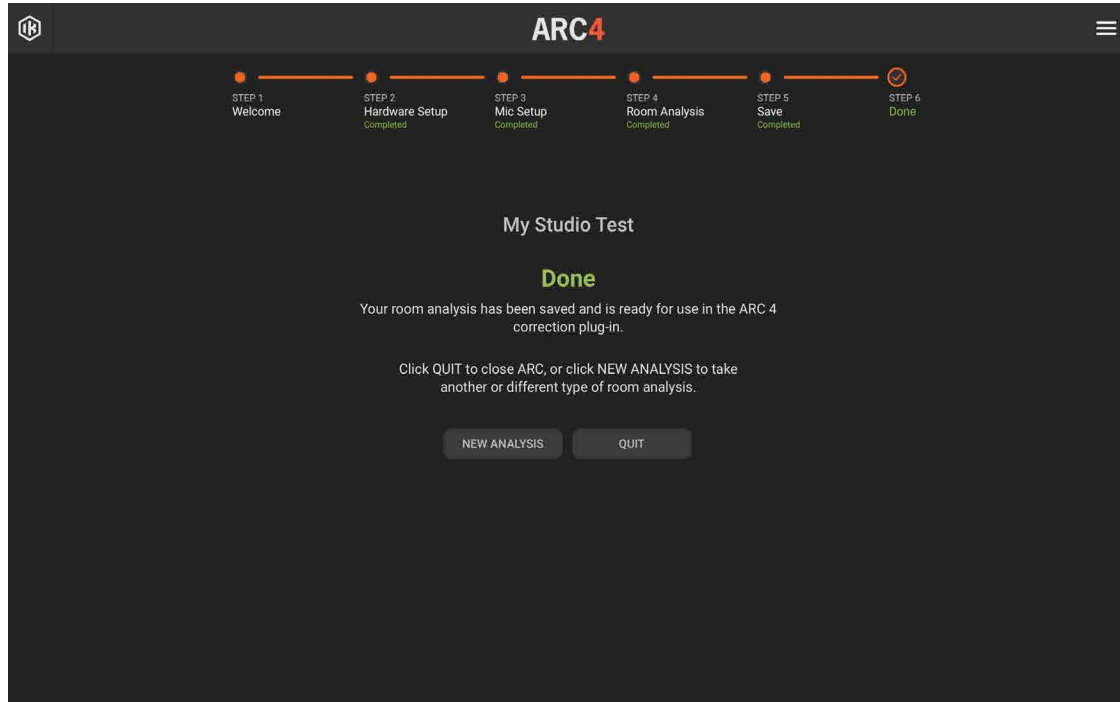 IK
ARC4
STEP 1
Welcome
STEP 2
Hardware Setup
Completed
STEP 3
Mic Setup
Completed
STEP 4
Room Analysis
Completed
STEP 5
Save
Completed
STEP 6
Done
My Studio Test
Done
Your room analysis has been saved and is ready for use in the ARC 4
correction plug-in.
Click QUIT to close ARC, or click NEW ANALYSIS to take
another or different type of room analysis.
NEW ANALYSIS
QUIT